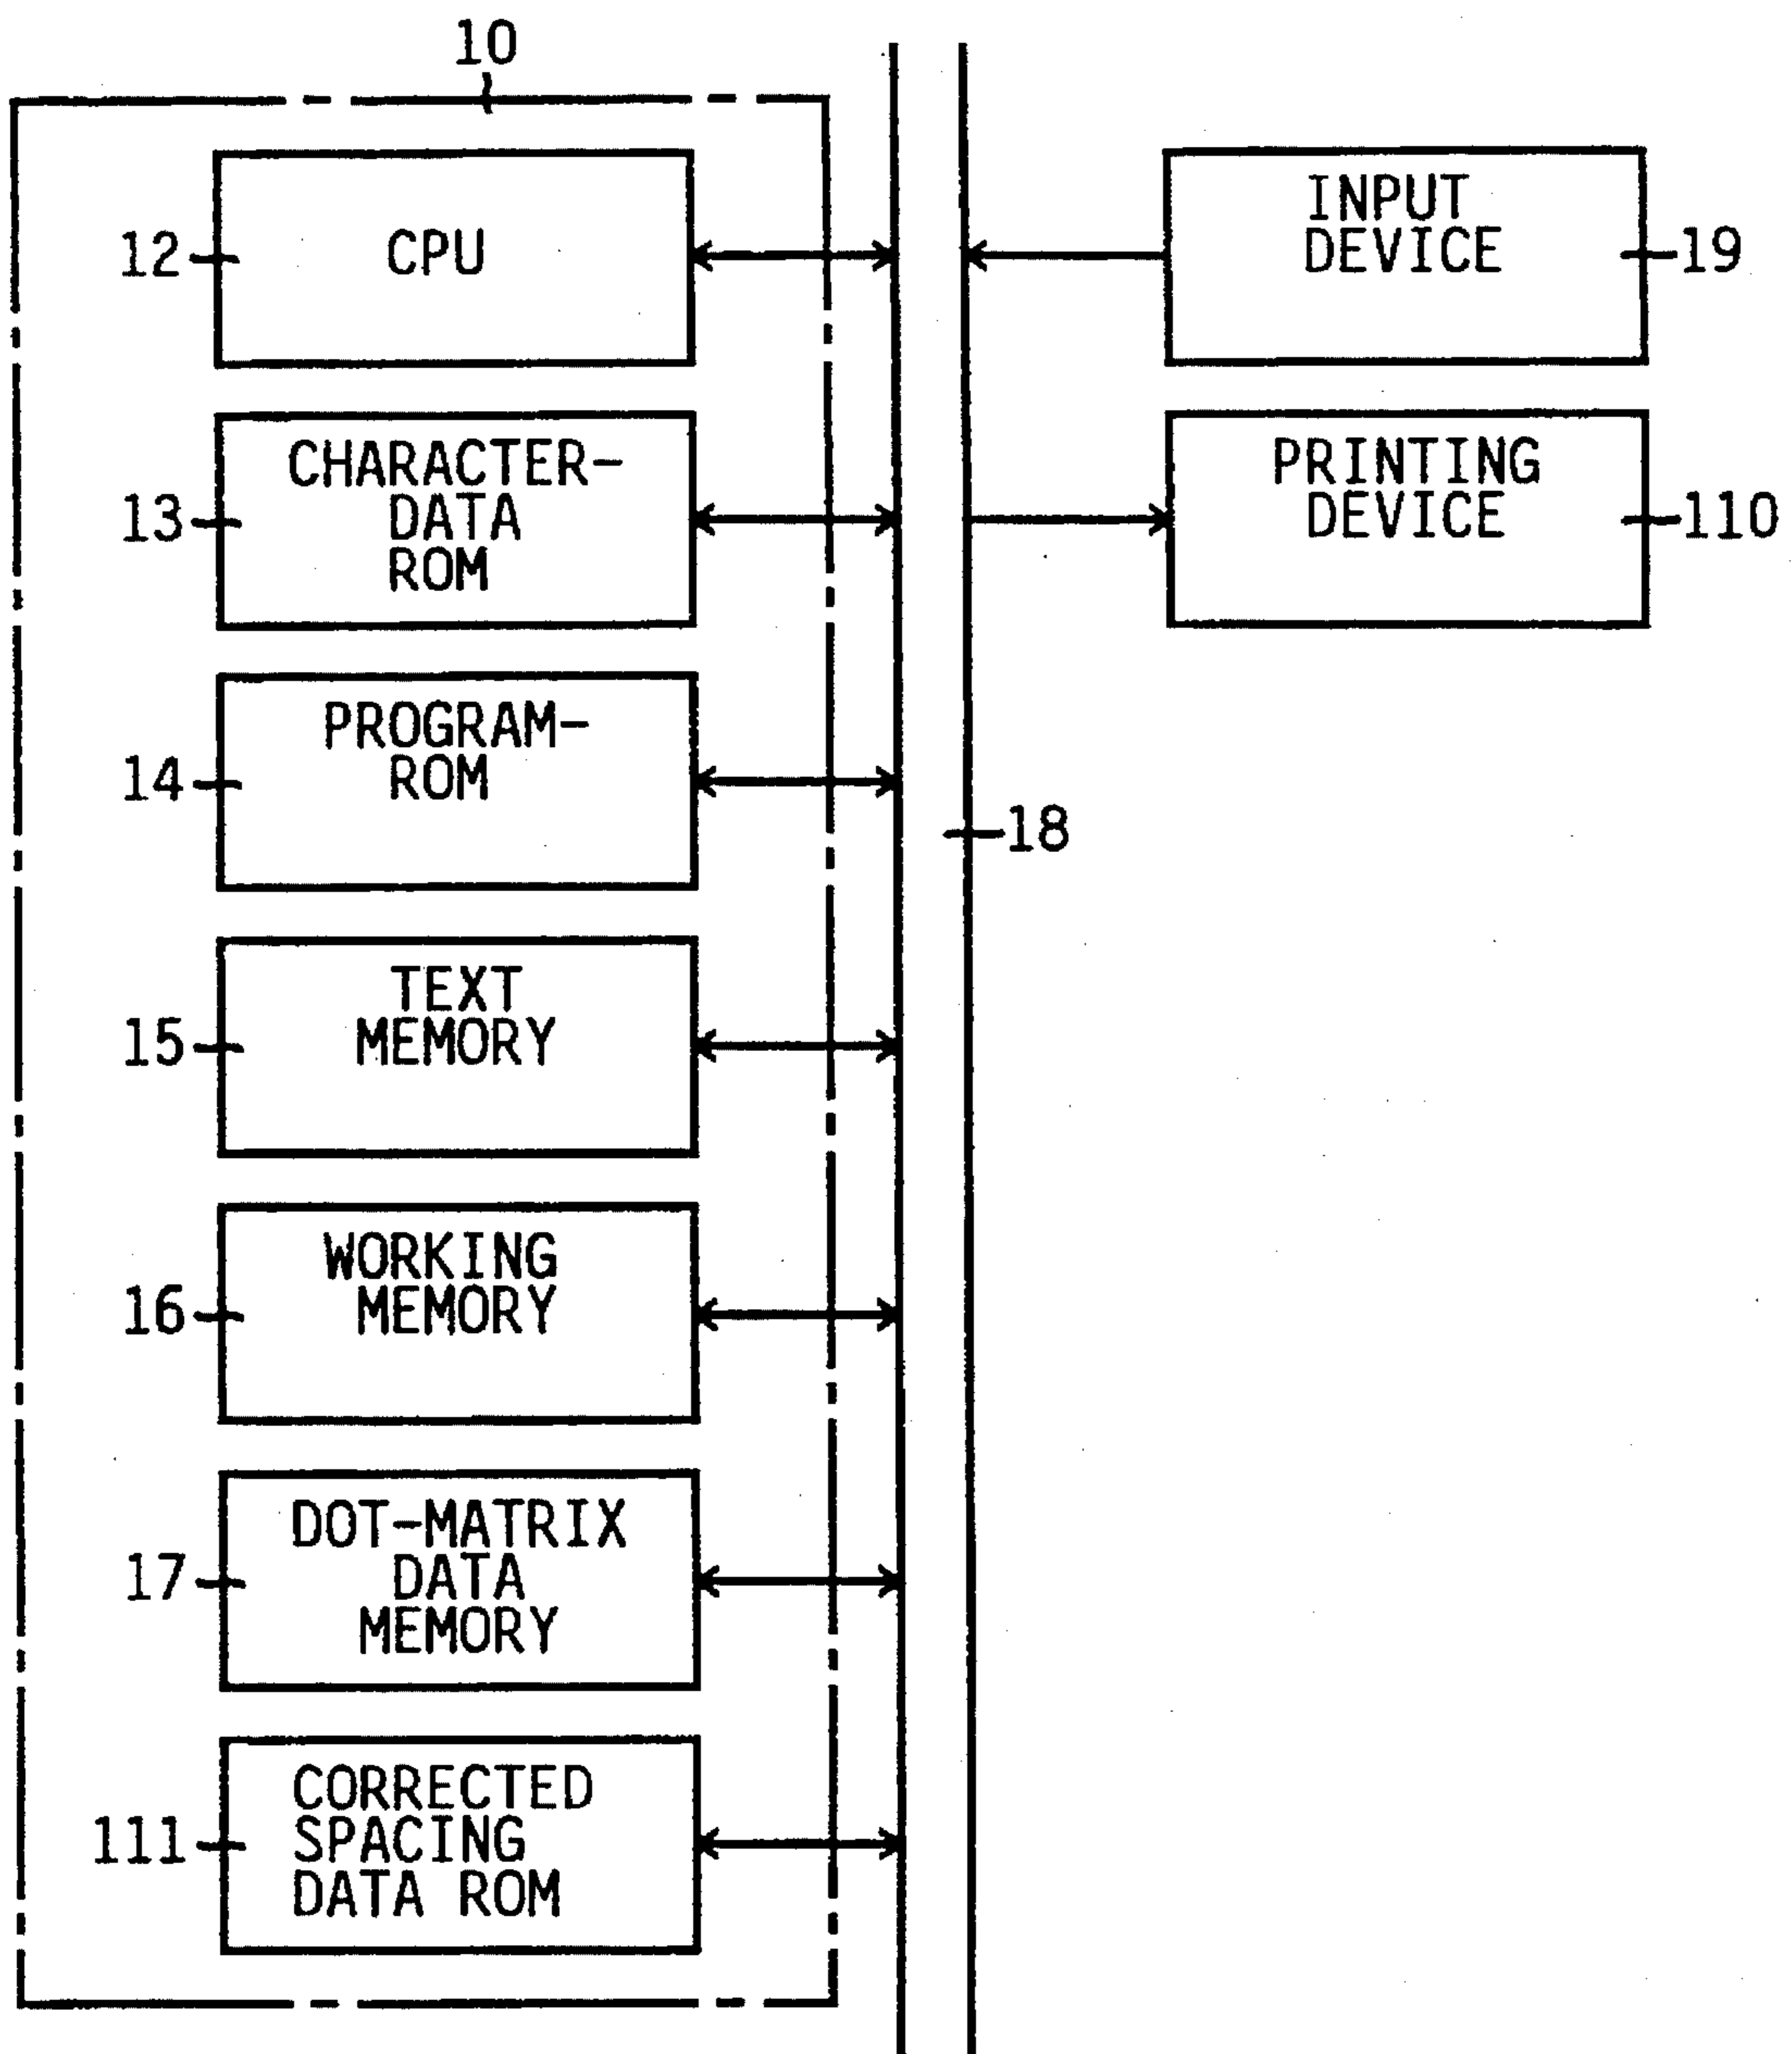 10
12
CPU
INPUT
DEVICE
19
13
CHARACTER-
DATA
ROM
PRINTING
DEVICE
110
14
PROGRAM-
ROM
18
15
TEXT
MEMORY
16
WORKING
MEMORY
17
DOT-MATRIX
DATA
MEMORY
111
CORRECTED
SPACING
DATA ROM